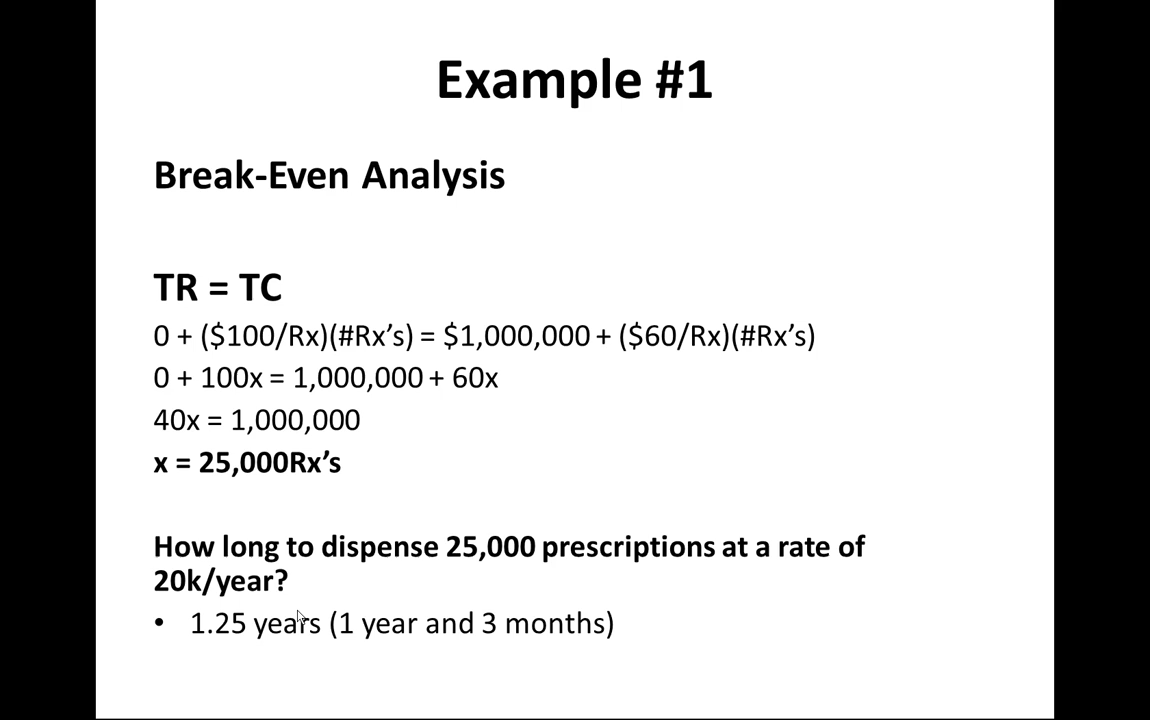 Example #1
Break-Even Analysis
TR = TC
0 + ($100/Rx)(#Rx’s) = $1,000,000 + ($60/Rx)(#Rx’s)
0 + 100x = 1,000,000 + 60x
40x = 1,000,000
x = 25,000Rx’s
How long to dispense 25,000 prescriptions at a rate of
20k/year?
• 1.25 years (1 year and 3 months)